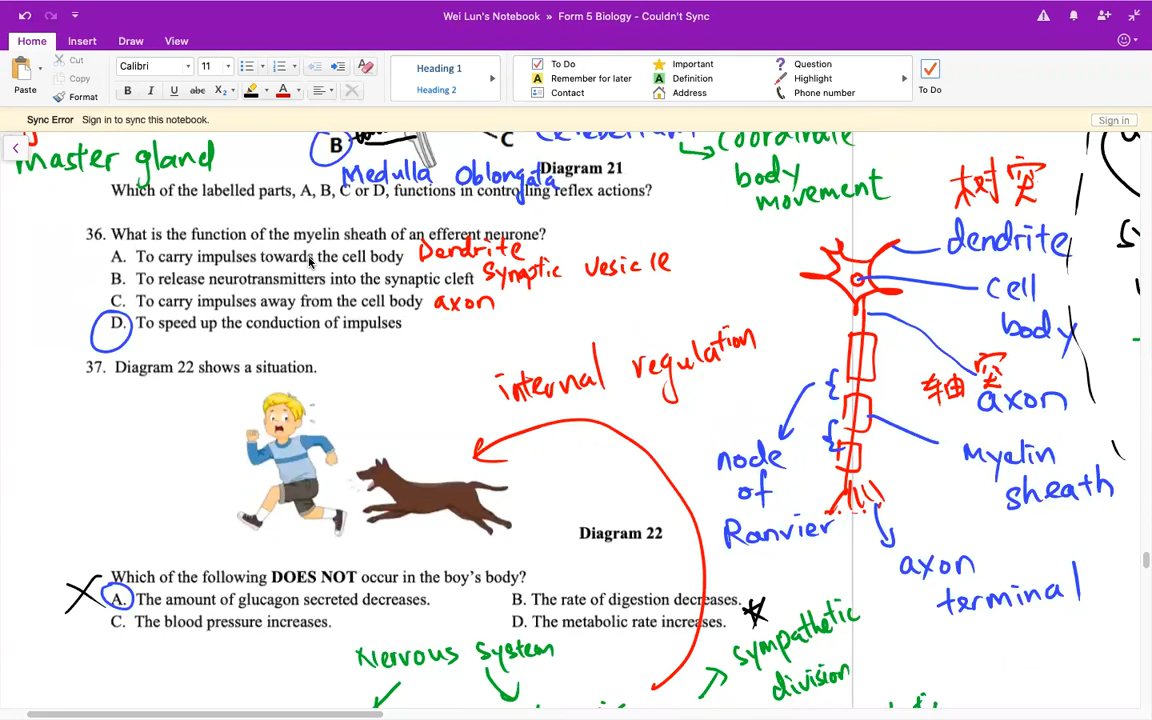 Wei Lun's Notebook » Form 5 Biology - Couldn't Sync
Home Insert Draw View
Paste
Cut
Copy
Format
Calibri 11
B I U abc X₂ A
Heading 1
Heading 2
To Do
Remember for later
Contact
Important
Definition
Address
Question
Highlight
Phone number
To Do
Sync Error Sign in to sync this notebook.
Sign in
master gland
B
C
Cerebellum
coordinate
body
movement
Medulla Oblongata
Diagram 21
Which of the labelled parts, A, B, C or D, functions in controlling reflex actions?
36. What is the function of the myelin sheath of an efferent neurone?
A. To carry impulses towards the cell body Dendrite
B. To release neurotransmitters into the synaptic cleft Synaptic vesicle
C. To carry impulses away from the cell body axon
D. To speed up the conduction of impulses
树突
dendrite
cell
body
轴突
axon
myelin
sheath
node
of
Ranvier
axon
terminal
37. Diagram 22 shows a situation.
internal regulation
Diagram 22
Which of the following DOES NOT occur in the boy's body?
A. The amount of glucagon secreted decreases.
B. The rate of digestion decreases.
C. The blood pressure increases.
D. The metabolic rate increases.
Nervous system
sympathetic
division